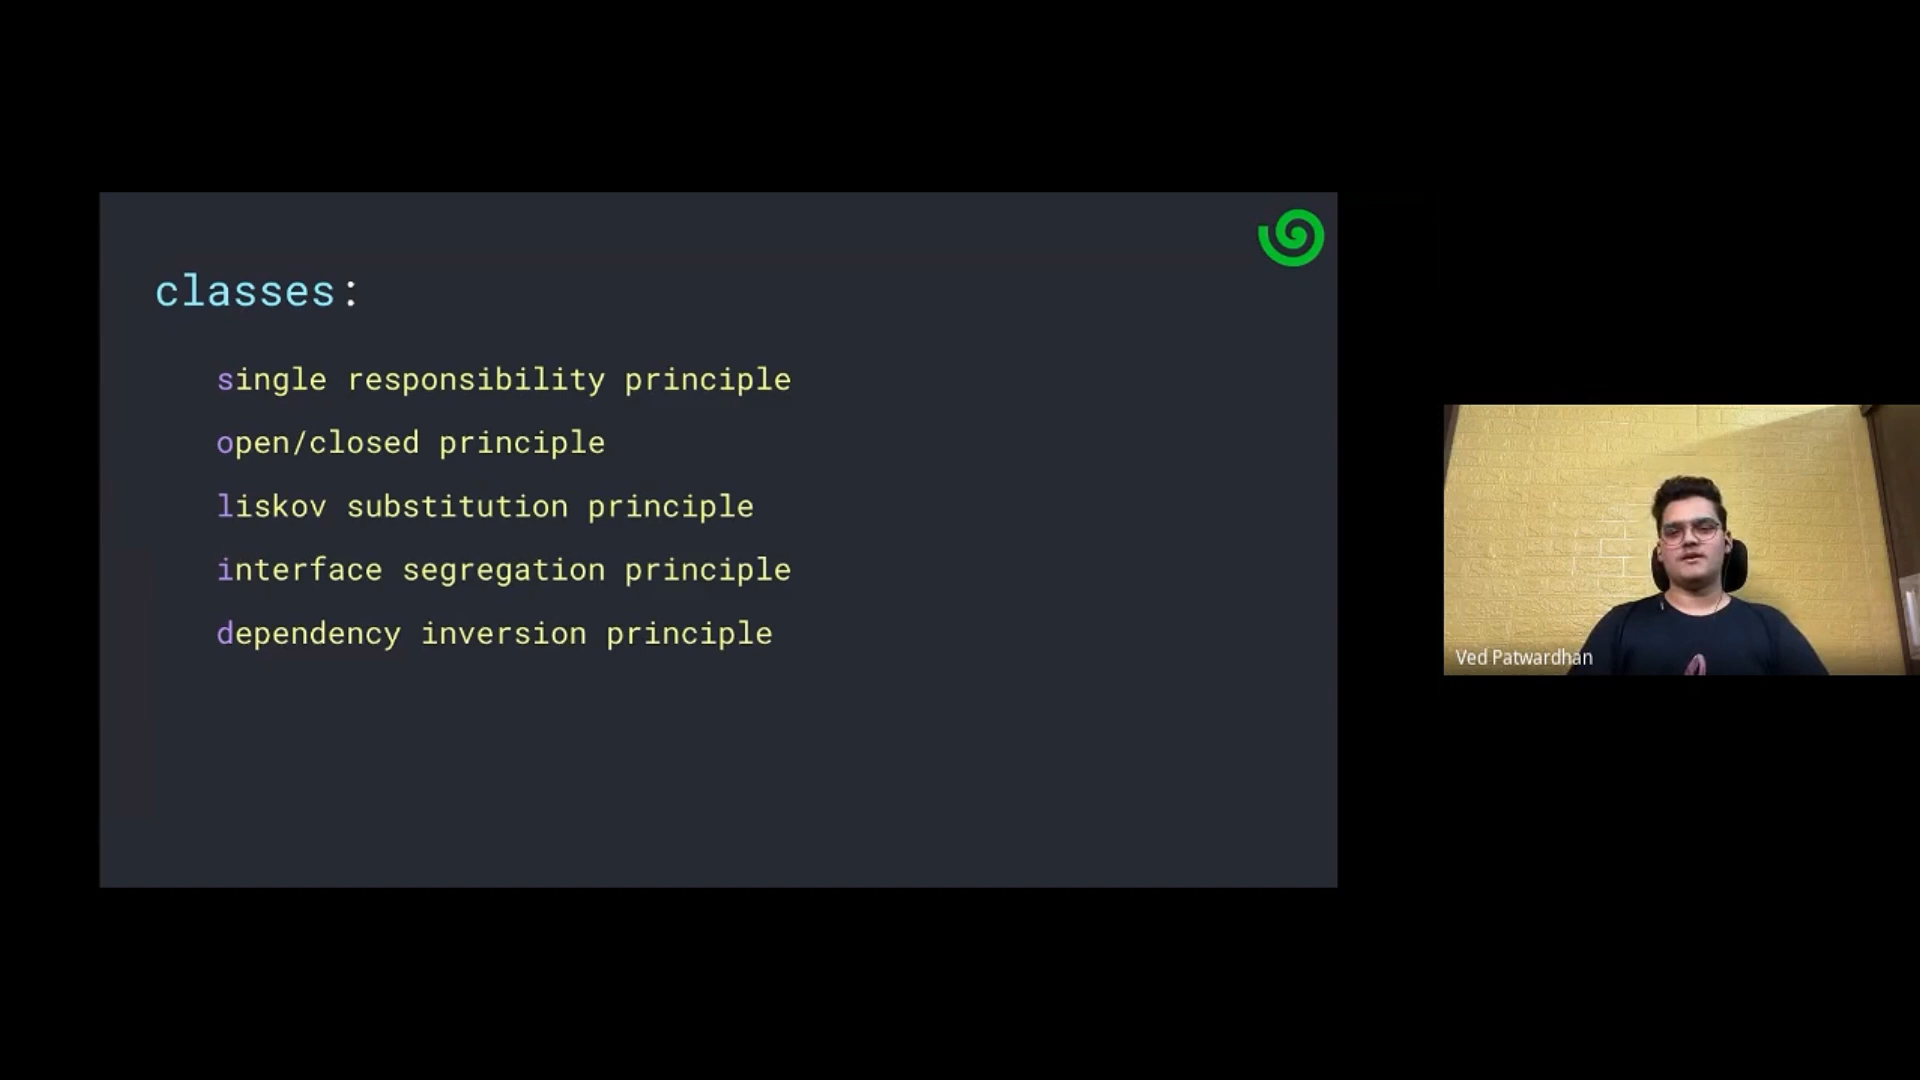 classes:
single responsibility principle
open/closed principle
liskov substitution principle
interface segregation principle
dependency inversion principle
Ved Patwardhan